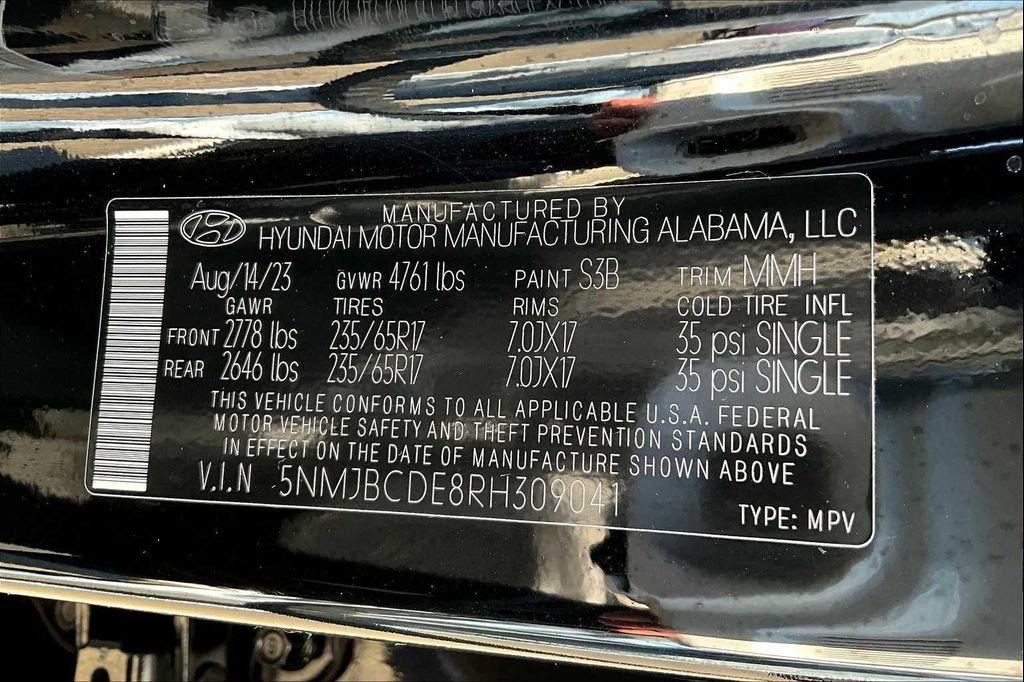 MANUFACTURED BY
HYUNDAI MOTOR MANUFACTURING ALABAMA, LLC
Aug/14/23 GVWR 4761 lbs PAINT S3B TRIM MMH
GAWR TIRES RIMS COLD TIRE INFL
FRONT 2778 lbs 235/65R17 7.0JX17 35 psi SINGLE
REAR 2646 lbs 235/65R17 7.0JX17 35 psi SINGLE
THIS VEHICLE CONFORMS TO ALL APPLICABLE U.S.A. FEDERAL
MOTOR VEHICLE SAFETY AND THEFT PREVENTION STANDARDS
IN EFFECT ON THE DATE OF MANUFACTURE SHOWN ABOVE
V.I.N 5NMJBCDE8RH309041
TYPE: MPV